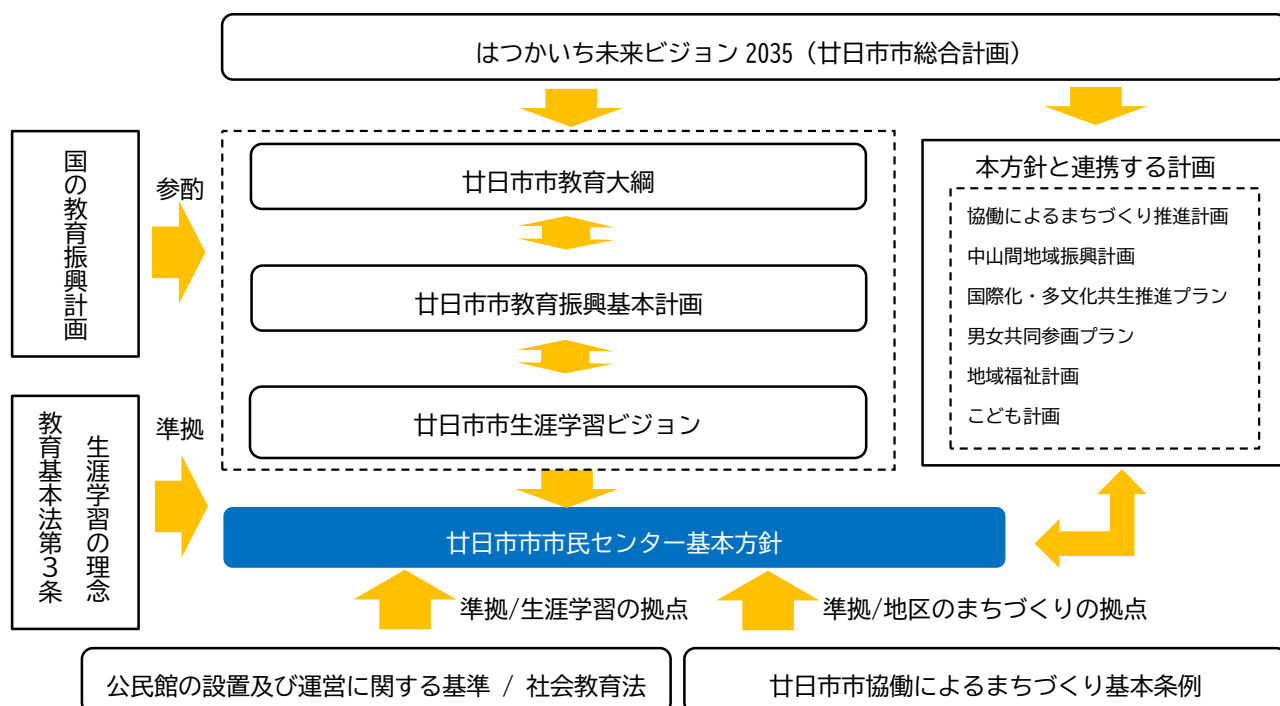 はつかいち未来ビジョン 2035（廿日市市総合計画）
国の教育振興計画
参酌
廿日市市教育大綱
廿日市市教育振興基本計画
廿日市市生涯学習ビジョン
本方針と連携する計画
協働によるまちづくり推進計画
中山間地域振興計画
国際化・多文化共生推進プラン
男女共同参画プラン
地域福祉計画
こども計画
生涯学習の理念
教育基本法第３条
準拠
廿日市市市民センター基本方針
準拠/生涯学習の拠点
準拠/地区のまちづくりの拠点
公民館の設置及び運営に関する基準 / 社会教育法
廿日市市協働によるまちづくり基本条例